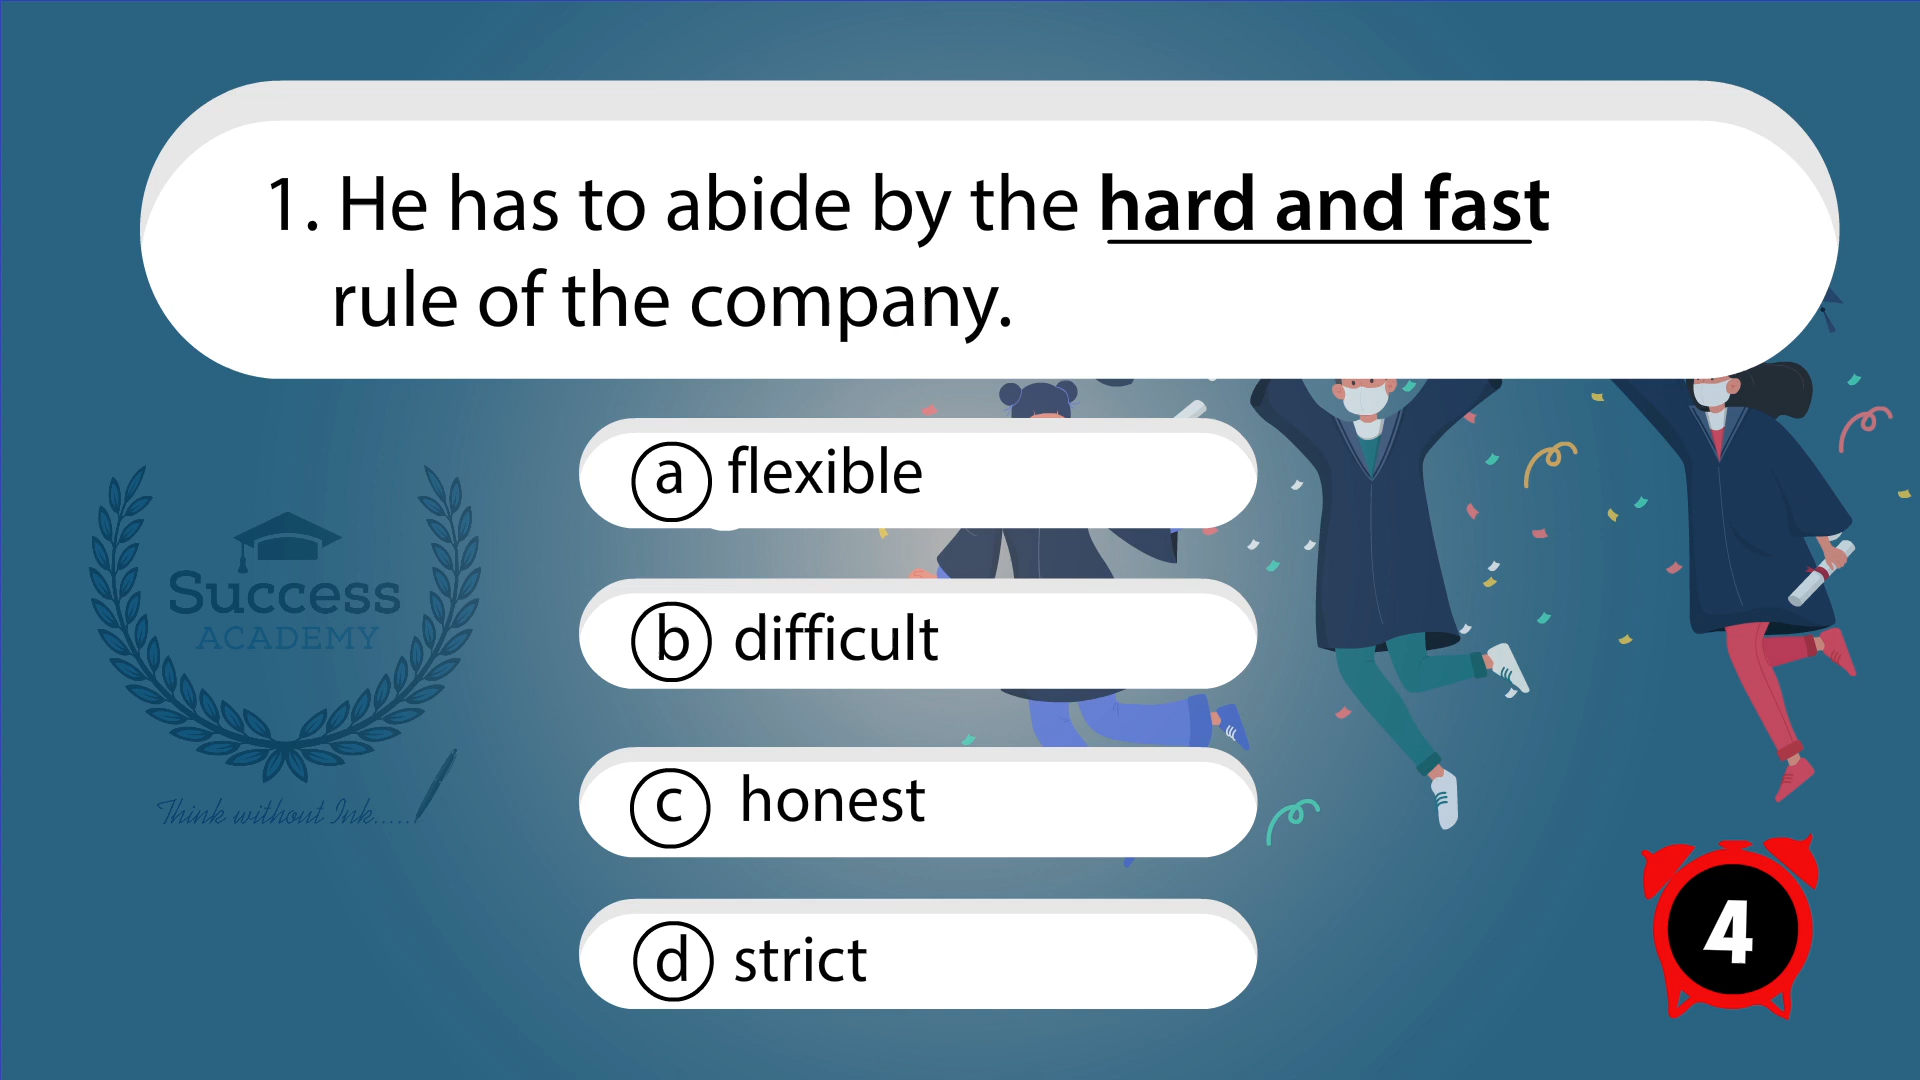 1. He has to abide by the hard and fast
rule of the company.
a flexible
b difficult
c honest
d strict
Success
ACADEMY
Think without Ink.....
4